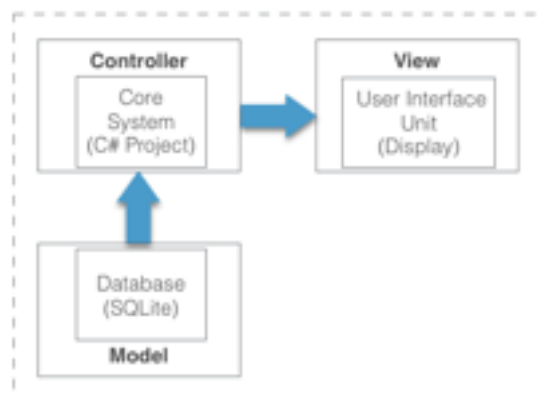 Controller
Core
System
(C# Project)
View
User Interface
Unit
(Display)
Database
(SQLite)
Model